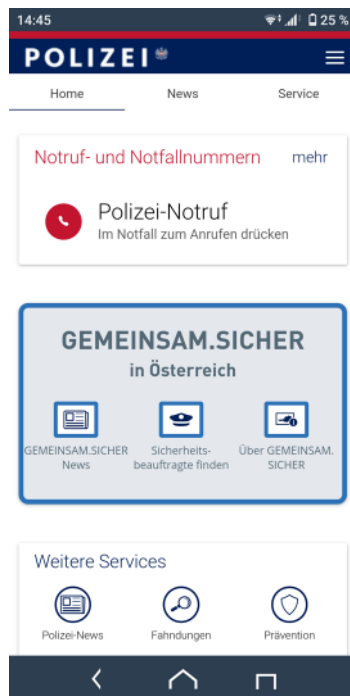 14:45
25 %
POLIZEI
Home News Service
Notruf- und Notfallnummern mehr
Polizei-Notruf
Im Notfall zum Anrufen drücken
GEMEINSAM.SICHER
in Österreich
GEMEINSAM.SICHER Sicherheits- Über GEMEINSAM.
News beauftragte finden SICHER
Weitere Services
Polizei-News Fahndungen Prävention